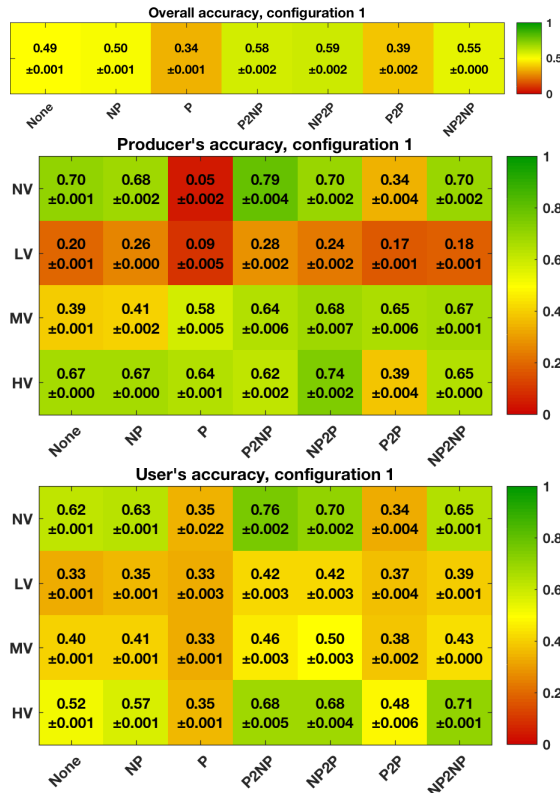 Overall accuracy, configuration 1
0.49 0.50 0.34 0.58 0.59 0.39 0.55 1
±0.001 ±0.001 ±0.001 ±0.002 ±0.002 ±0.002 ±0.000 0.5
0
None NP P P2NP NP2P P2P NP2NP
Producer's accuracy, configuration 1
1
NV 0.70 0.68 0.05 0.79 0.70 0.34 0.70
±0.001 ±0.002 ±0.002 ±0.004 ±0.002 ±0.004 ±0.002
0.8
LV 0.20 0.26 0.09 0.28 0.24 0.17 0.18
±0.001 ±0.000 ±0.005 ±0.002 ±0.002 ±0.001 ±0.001
0.6
MV 0.39 0.41 0.58 0.64 0.68 0.65 0.67
±0.001 ±0.002 ±0.005 ±0.006 ±0.007 ±0.006 ±0.001
0.4
HV 0.67 0.67 0.64 0.62 0.74 0.39 0.65
±0.000 ±0.000 ±0.001 ±0.002 ±0.002 ±0.004 ±0.000
0.2
0
None NP P P2NP NP2P P2P NP2NP
User's accuracy, configuration 1
1
NV 0.62 0.63 0.35 0.76 0.70 0.34 0.65
±0.001 ±0.001 ±0.022 ±0.002 ±0.002 ±0.004 ±0.001
0.8
LV 0.33 0.35 0.33 0.42 0.42 0.37 0.39
±0.001 ±0.001 ±0.003 ±0.003 ±0.003 ±0.004 ±0.001
0.6
MV 0.40 0.41 0.33 0.46 0.50 0.38 0.43
±0.001 ±0.001 ±0.001 ±0.003 ±0.003 ±0.002 ±0.000
0.4
HV 0.52 0.57 0.35 0.68 0.68 0.48 0.71
±0.001 ±0.001 ±0.001 ±0.005 ±0.004 ±0.006 ±0.001
0.2
0
None NP P P2NP NP2P P2P NP2NP